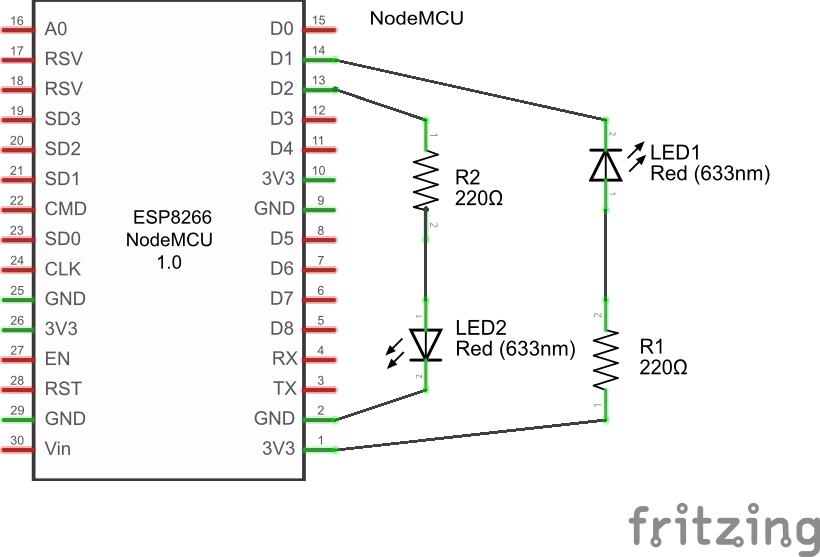 NodeMCU
16 A0 D0 15
17 RSV D1 14
18 RSV D2 13
19 SD3 D3 12
20 SD2 D4 11
21 SD1 3V3 10
22 CMD GND 9
23 SD0 D5 8
24 CLK D6 7
25 GND D7 6
26 3V3 D8 5
27 EN RX 4
28 RST TX 3
29 GND GND 2
30 Vin 3V3 1
ESP8266
NodeMCU
1.0
1
R2
220Ω
2
1
LED2
Red (633nm)
2
2
LED1
Red (633nm)
1
2
R1
220Ω
1
fritzing